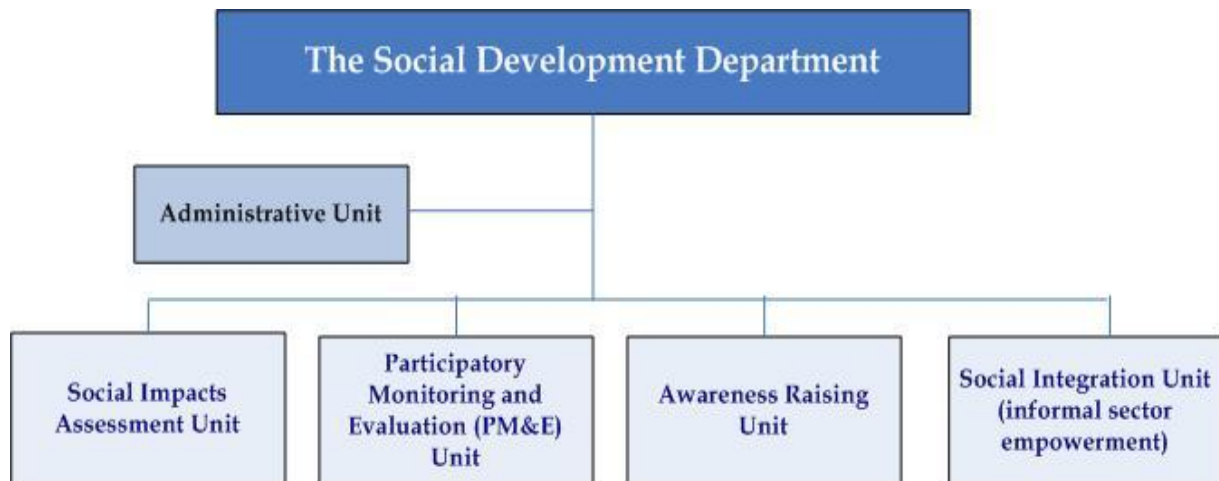 The Social Development Department
Administrative Unit
Social Impacts
Assessment Unit
Participatory
Monitoring and
Evaluation (PM&E)
Unit
Awareness Raising
Unit
Social Integration Unit
(informal sector
empowerment)